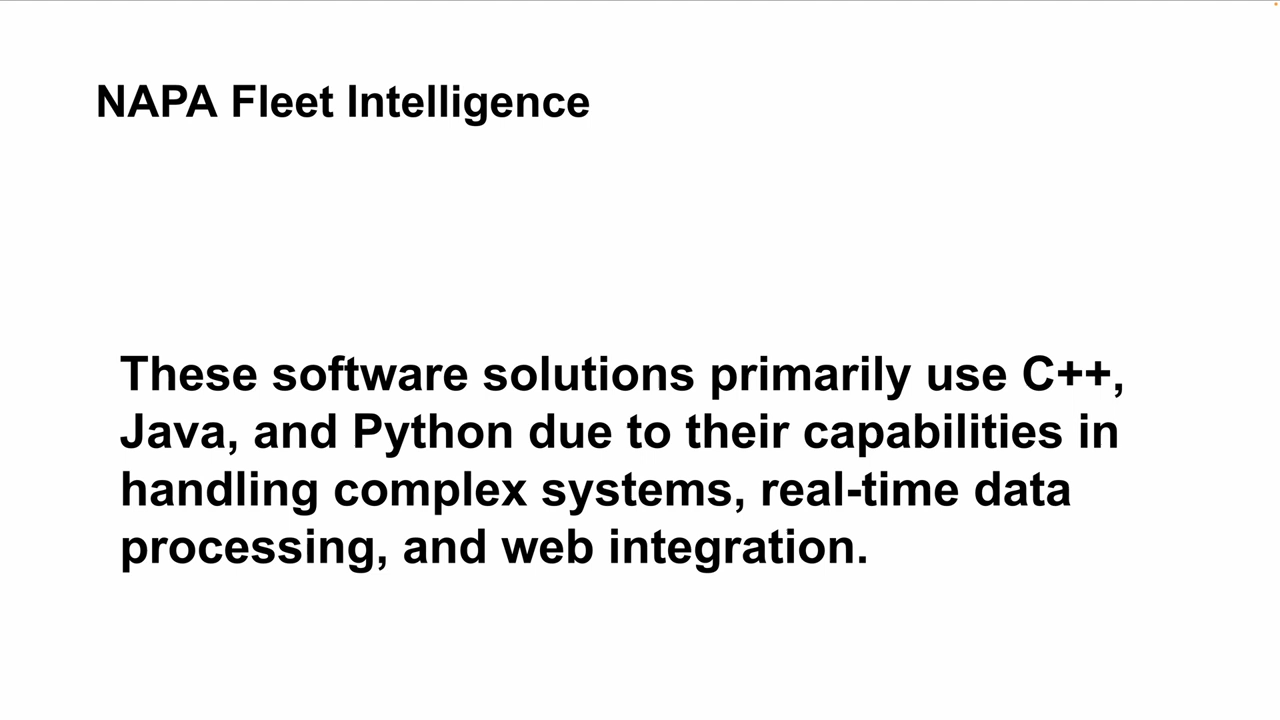 NAPA Fleet Intelligence
These software solutions primarily use C++,
Java, and Python due to their capabilities in
handling complex systems, real-time data
processing, and web integration.